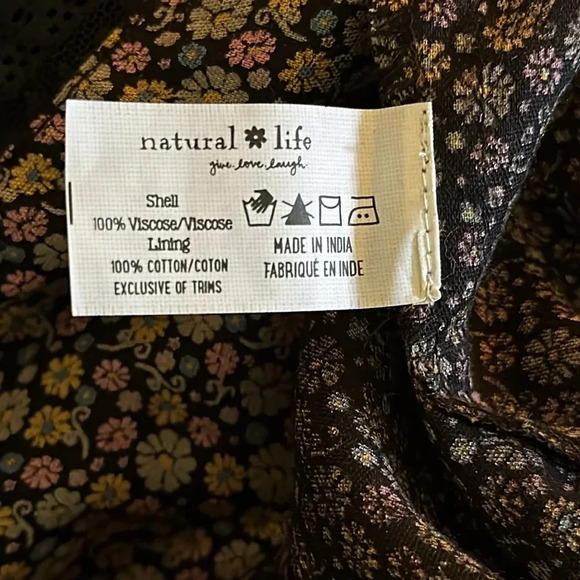 natural life
give.love.laugh.
Shell
100% Viscose/Viscose
Lining
100% COTTON/COTON
EXCLUSIVE OF TRIMS
MADE IN INDIA
FABRIQUÉ EN INDE